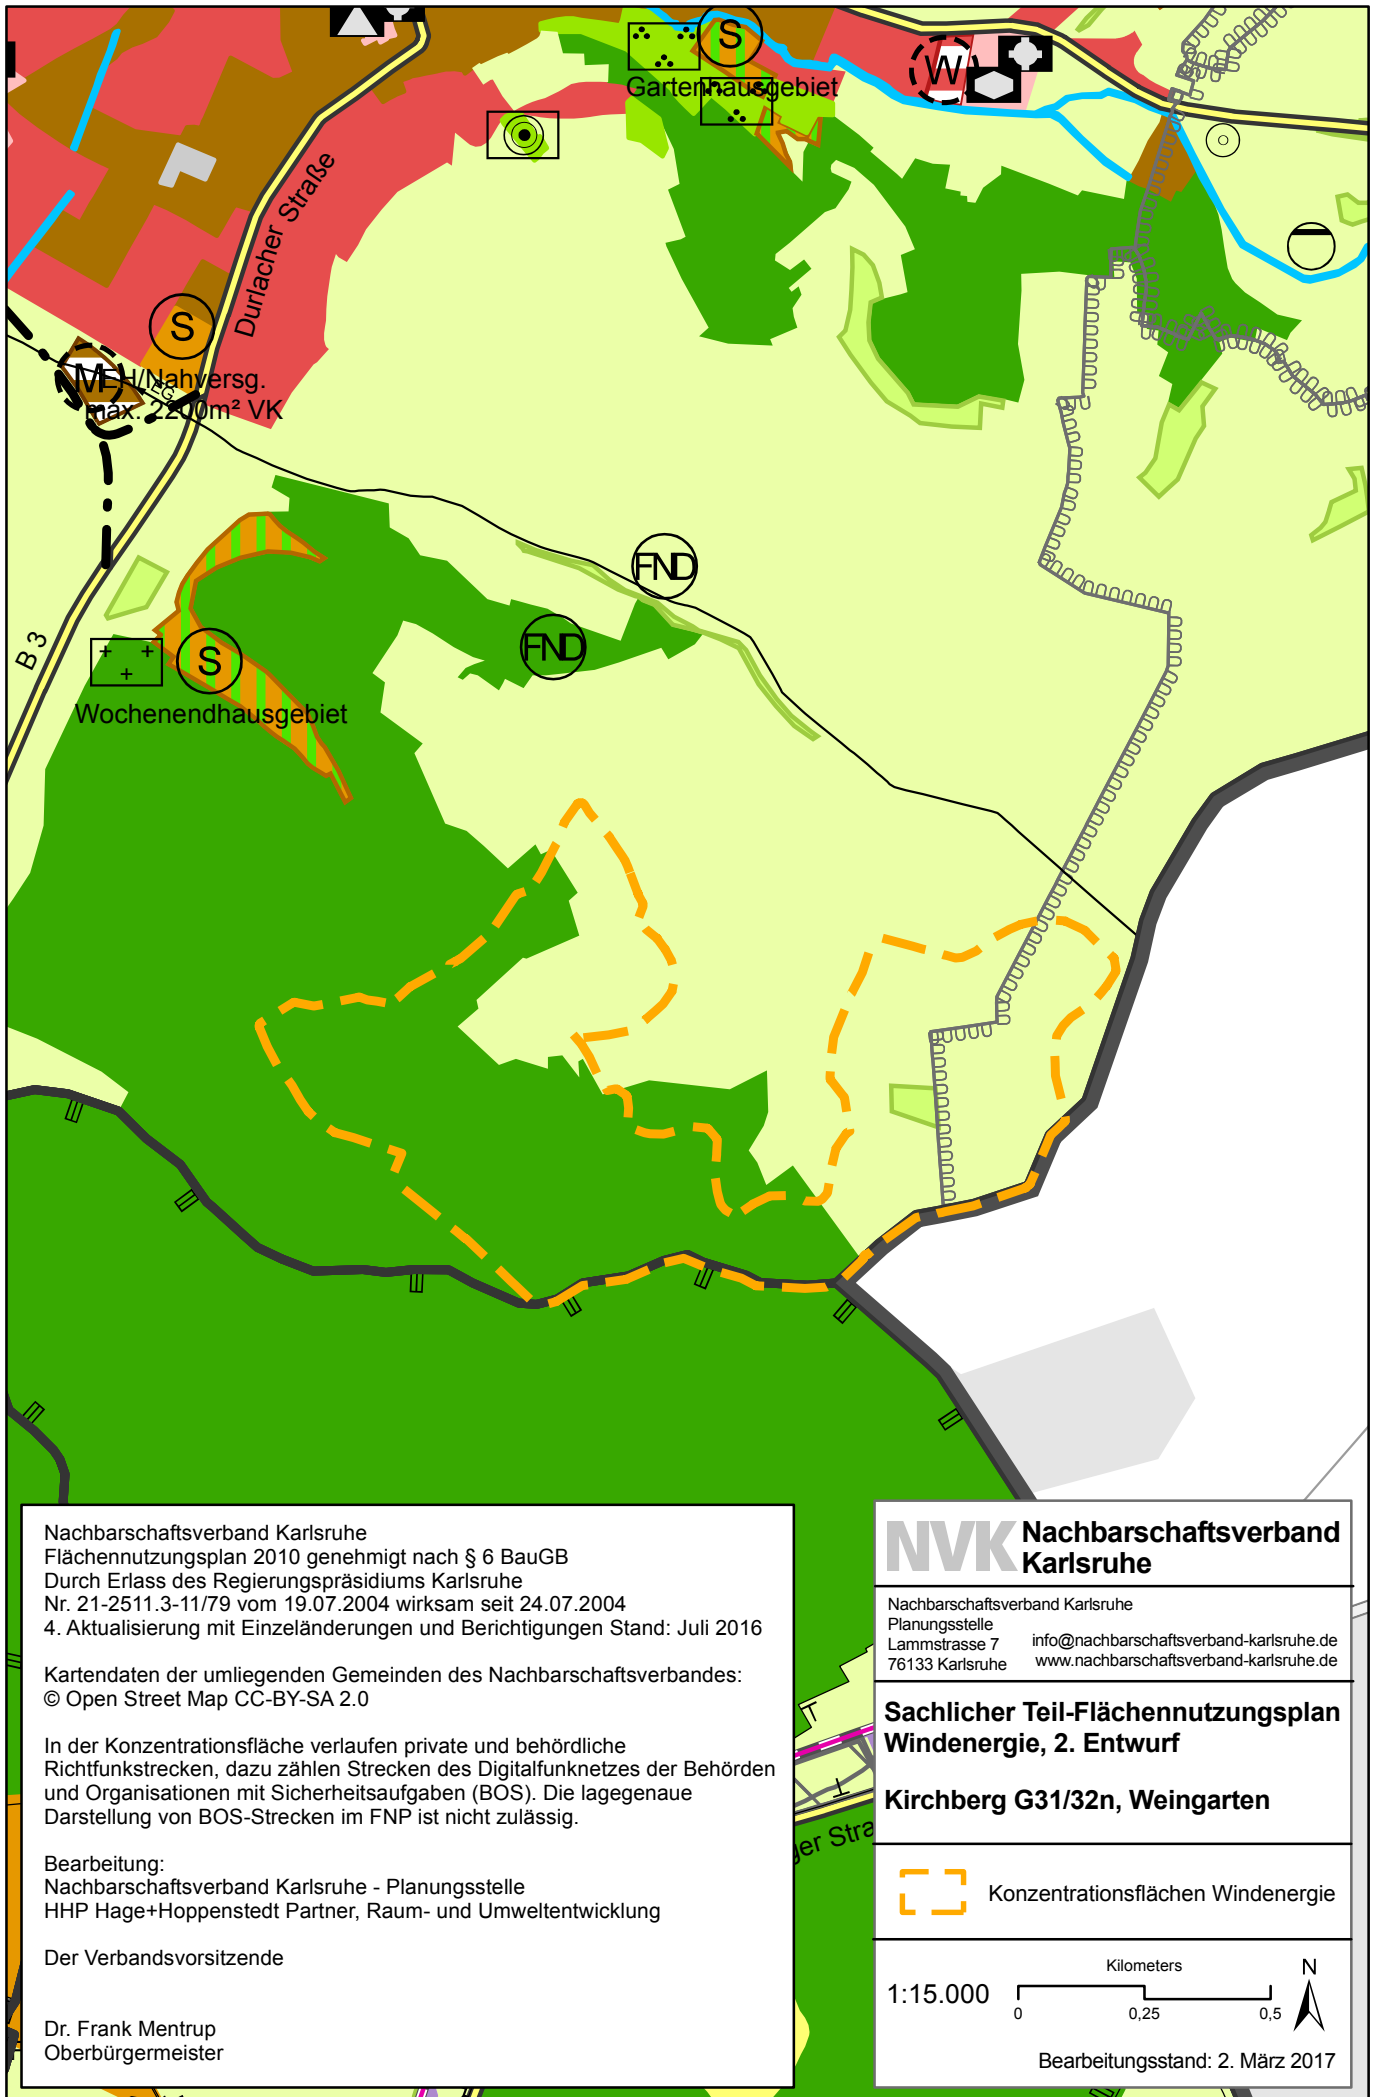 S
Gartenhausgebiet
W
Durlacher Straße
S
M
EH/Nahversg.
max. 2200m² VK
FND
FND
B 3
S
Wochenendhausgebiet
Nachbarschaftsverband Karlsruhe
Flächennutzungsplan 2010 genehmigt nach § 6 BauGB
Durch Erlass des Regierungspräsidiums Karlsruhe
Nr. 21-2511.3-11/79 vom 19.07.2004 wirksam seit 24.07.2004
4. Aktualisierung mit Einzeländerungen und Berichtigungen Stand: Juli 2016
Kartendaten der umliegenden Gemeinden des Nachbarschaftsverbandes:
© Open Street Map CC-BY-SA 2.0
In der Konzentrationsfläche verlaufen private und behördliche
Richtfunkstrecken, dazu zählen Strecken des Digitalfunknetzes der Behörden
und Organisationen mit Sicherheitsaufgaben (BOS). Die lagegenaue
Darstellung von BOS-Strecken im FNP ist nicht zulässig.
Bearbeitung:
Nachbarschaftsverband Karlsruhe - Planungsstelle
HHP Hage+Hoppenstedt Partner, Raum- und Umweltentwicklung
Der Verbandsvorsitzende
Dr. Frank Mentrup
Oberbürgermeister
ger Stra
NVK Nachbarschaftsverband
Karlsruhe
Nachbarschaftsverband Karlsruhe
Planungsstelle
Lammstrasse 7 info@nachbarschaftsverband-karlsruhe.de
76133 Karlsruhe www.nachbarschaftsverband-karlsruhe.de
Sachlicher Teil-Flächennutzungsplan
Windenergie, 2. Entwurf
Kirchberg G31/32n, Weingarten
Konzentrationsflächen Windenergie
Kilometers
N
1:15.000
0 0,25 0,5
Bearbeitungsstand: 2. März 2017